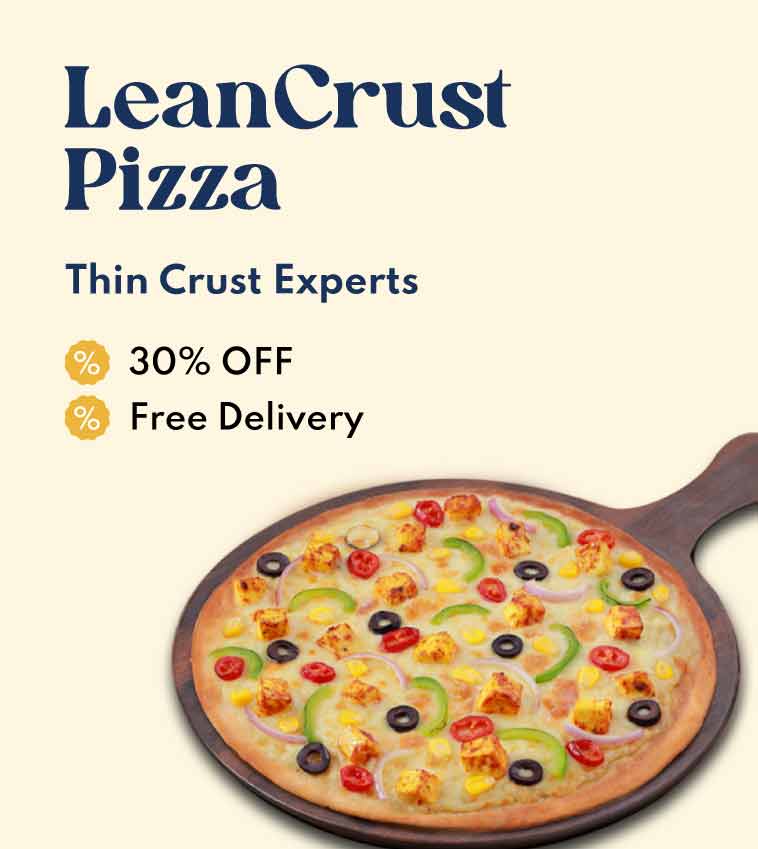 LeanCrust
Pizza
Thin Crust Experts
% 30% OFF
% Free Delivery